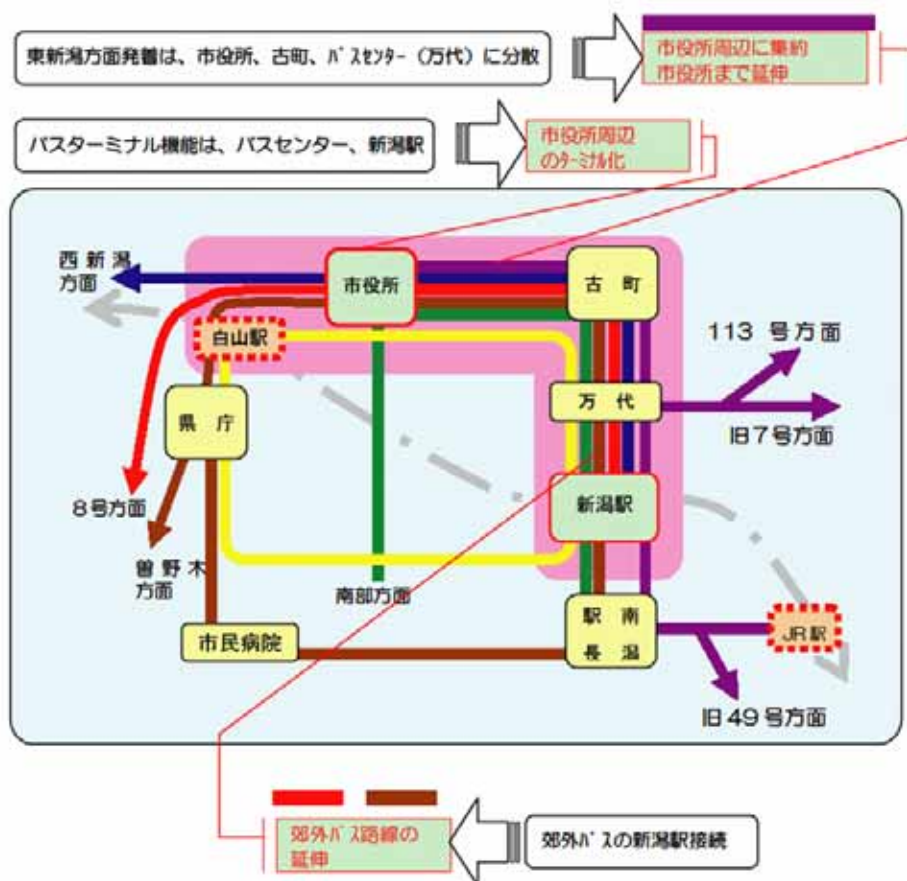 東新潟方面発着は、市役所、古町、バスセンター（万代）に分散
市役所周辺に集約
市役所まで延伸
バスターミナル機能は、バスセンター、新潟駅
市役所周辺
のターミナル化
西新潟
方面
市役所
古町
白山駅
113号方面
万代
県庁
旧7号方面
新潟駅
8号方面
曽野木
方面
南部方面
市民病院
駅南
長潟
JR駅
旧49号方面
郊外バス路線の
延伸
郊外バスの新潟駅接続